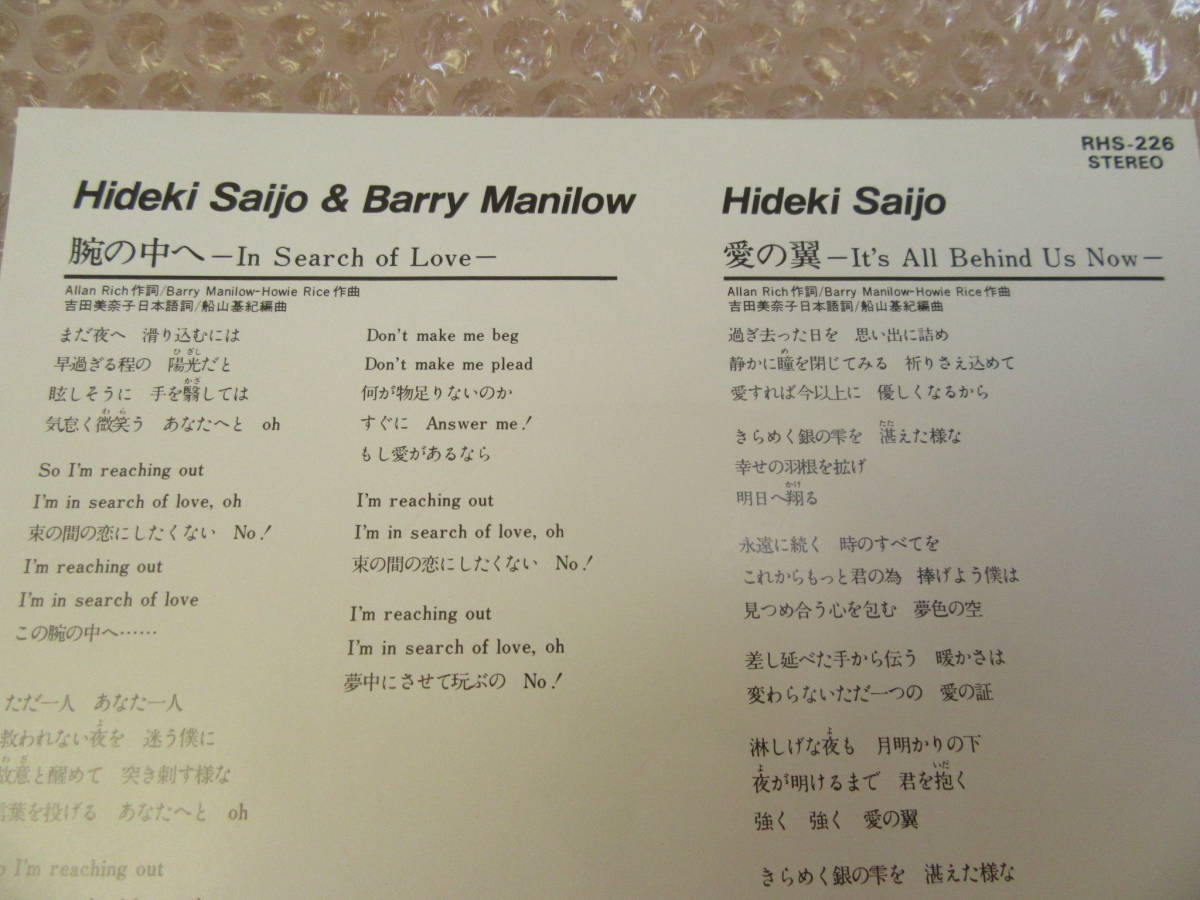 RHS-226
STEREO
Hideki Saijo & Barry Manilow
腕の中へ－In Search of Love－
Allan Rich作詞/Barry Manilow-Howie Rice作曲
吉田美奈子日本語詞/船山基紀編曲
まだ夜へ　滑り込むには
早過ぎる程の　陽光だと
ひざし
眩しそうに　手を翳しては
かざ
気怠く微笑う　あなたへと　oh
わら
So I'm reaching out
I'm in search of love, oh
束の間の恋にしたくない　No!
I'm reaching out
I'm in search of love
この腕の中へ……
ただ一人　あなた一人
救われない夜を　迷う僕に
よ
故意と醒めて　突き刺す様な
わざ
言葉を投げる　あなたへと　oh
I'm reaching out
Don't make me beg
Don't make me plead
何が物足りないのか
すぐに　Answer me!
もし愛があるなら
I'm reaching out
I'm in search of love, oh
束の間の恋にしたくない　No!
I'm reaching out
I'm in search of love, oh
夢中にさせて玩ぶの　No!
Hideki Saijo
愛の翼－It's All Behind Us Now－
Allan Rich作詞/Barry Manilow-Howie Rice作曲
吉田美奈子日本語詞/船山基紀編曲
過ぎ去った日を　思い出に詰め
静かに瞳を閉じてみる　祈りさえ込めて
め
愛すれば今以上に　優しくなるから
きらめく銀の雫を　湛えた様な
たた
幸せの羽根を拡げ
明日へ翔る
かけ
永遠に続く　時のすべてを
これからもっと君の為　捧げよう僕は
見つめ合う心を包む　夢色の空
差し延べた手から伝う　暖かさは
変わらないただ一つの　愛の証
淋しげな夜も　月明かりの下
よ
夜が明けるまで　君を抱く
よ
いだ
強く　強く　愛の翼
きらめく銀の雫を　湛えた様な